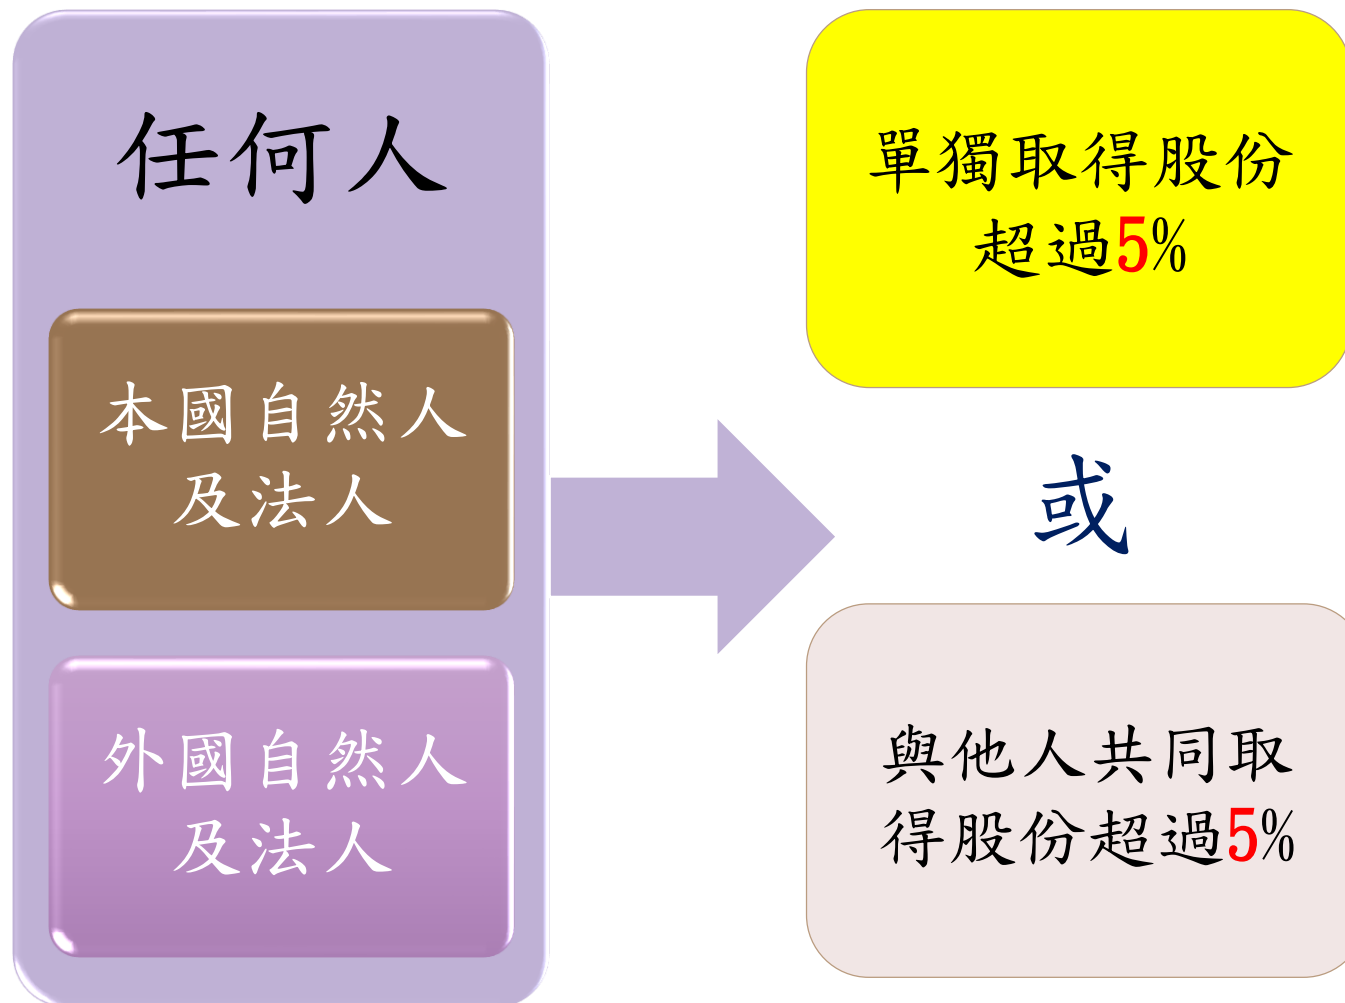 任何人
本國自然人
及法人
外國自然人
及法人
單獨取得股份
超過5%
或
與他人共同取
得股份超過5%